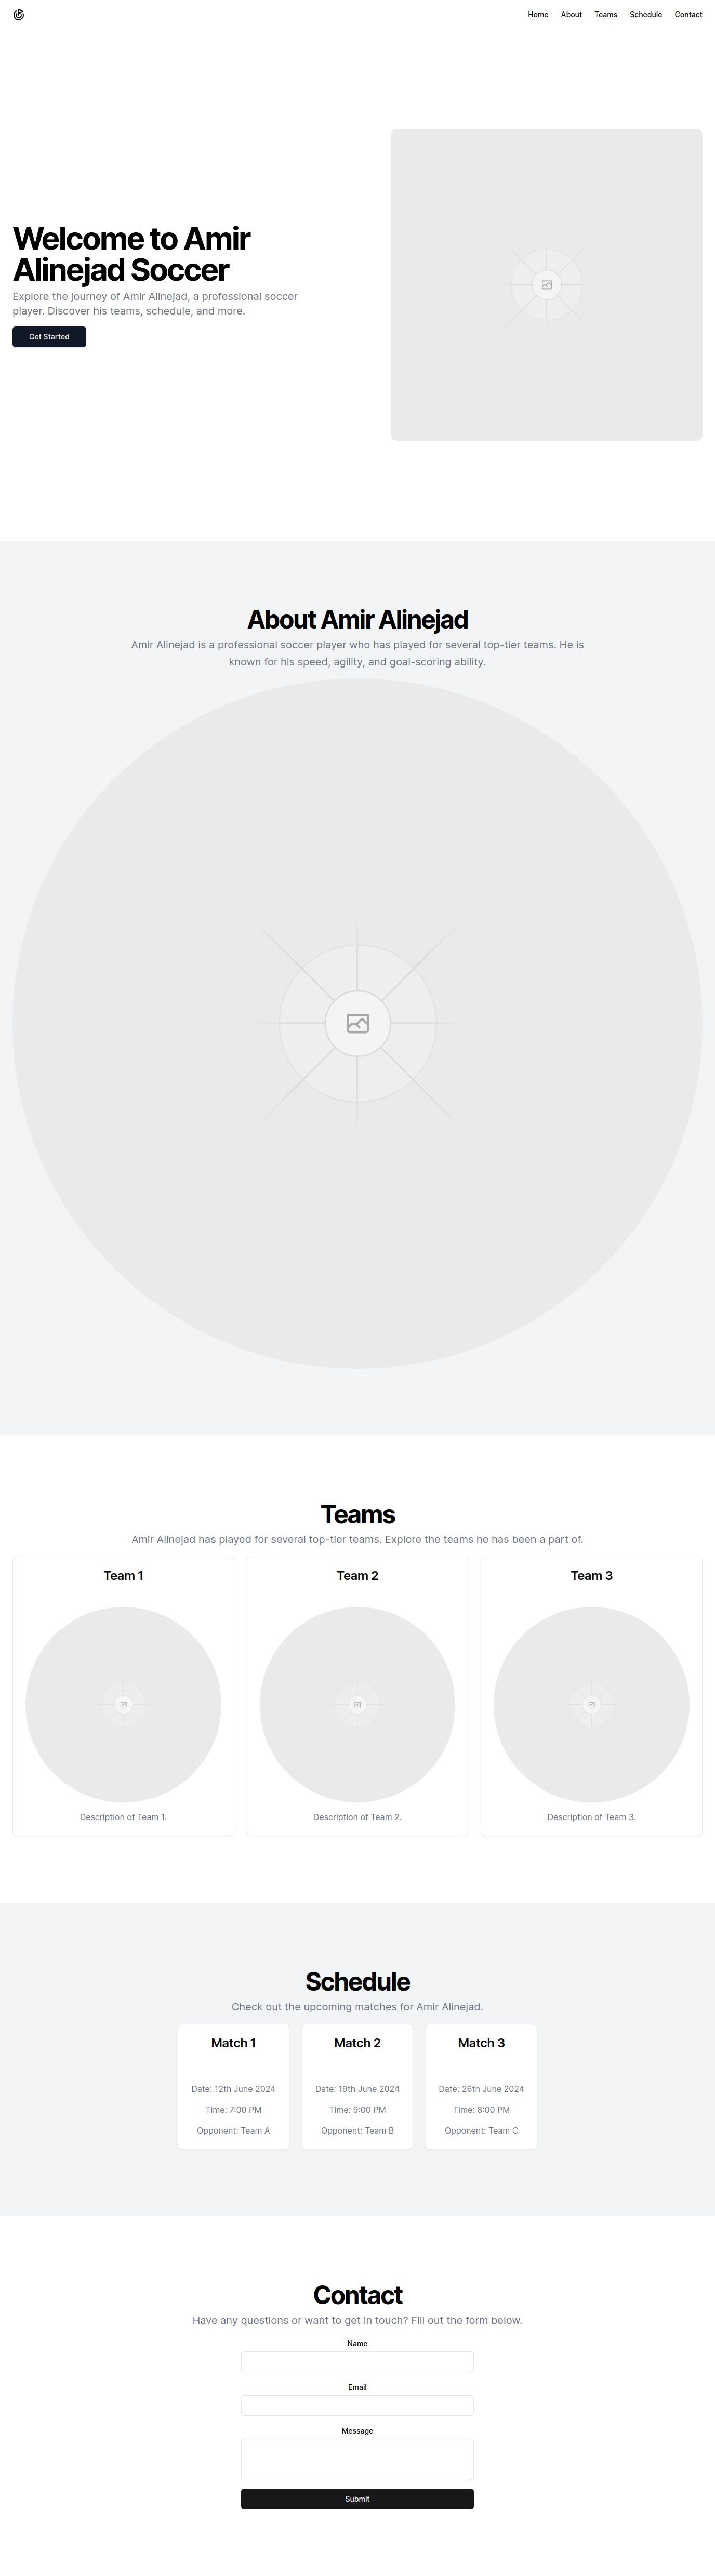 Home About Teams Schedule Contact
Welcome to Amir
Alinejad Soccer
Explore the journey of Amir Alinejad, a professional soccer
player. Discover his teams, schedule, and more.
Get Started
About Amir Alinejad
Amir Alinejad is a professional soccer player who has played for several top-tier teams. He is
known for his speed, agility, and goal-scoring ability.
Teams
Amir Alinejad has played for several top-tier teams. Explore the teams he has been a part of.
Team 1
Description of Team 1.
Team 2
Description of Team 2.
Team 3
Description of Team 3.
Schedule
Check out the upcoming matches for Amir Alinejad.
Match 1
Date: 12th June 2024
Time: 7:00 PM
Opponent: Team A
Match 2
Date: 19th June 2024
Time: 9:00 PM
Opponent: Team B
Match 3
Date: 26th June 2024
Time: 8:00 PM
Opponent: Team C
Contact
Have any questions or want to get in touch? Fill out the form below.
Name
Email
Message
Submit